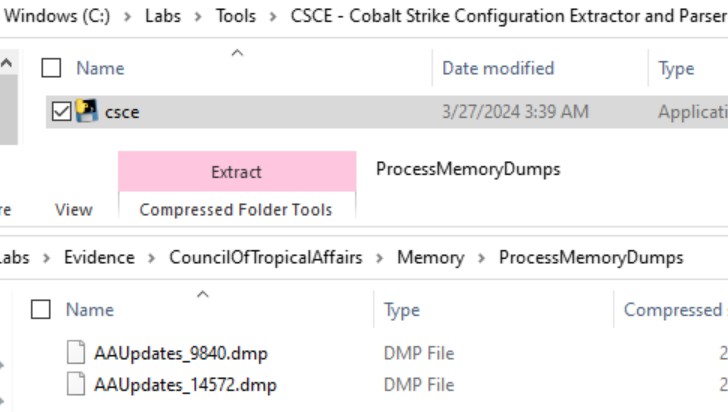 Windows (C:) > Labs > Tools > CSCE - Cobalt Strike Configuration Extractor and Parser
Name Date modified Type
csce 3/27/2024 3:39 AM Applicati
Extract ProcessMemoryDumps
re View Compressed Folder Tools
Labs > Evidence > CouncilOfTropicalAffairs > Memory > ProcessMemoryDumps
Name Type Compressed s
AAUpdates_9840.dmp DMP File 2
AAUpdates_14572.dmp DMP File 2